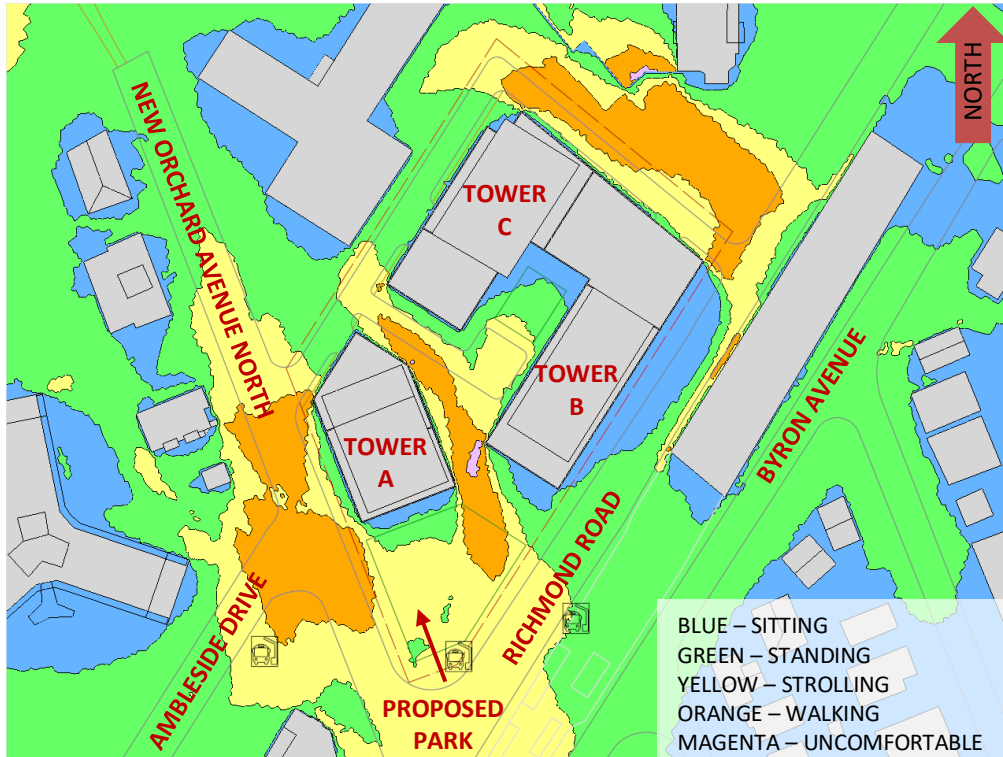 NORTH
NEW ORCHARD AVENUE NORTH
TOWER
C
TOWER
B
TOWER
A
BYRON AVENUE
RICHMOND ROAD
AMBLESIDE DRIVE
PROPOSED
PARK
BLUE – SITTING
GREEN – STANDING
YELLOW – STROLLING
ORANGE – WALKING
MAGENTA – UNCOMFORTABLE